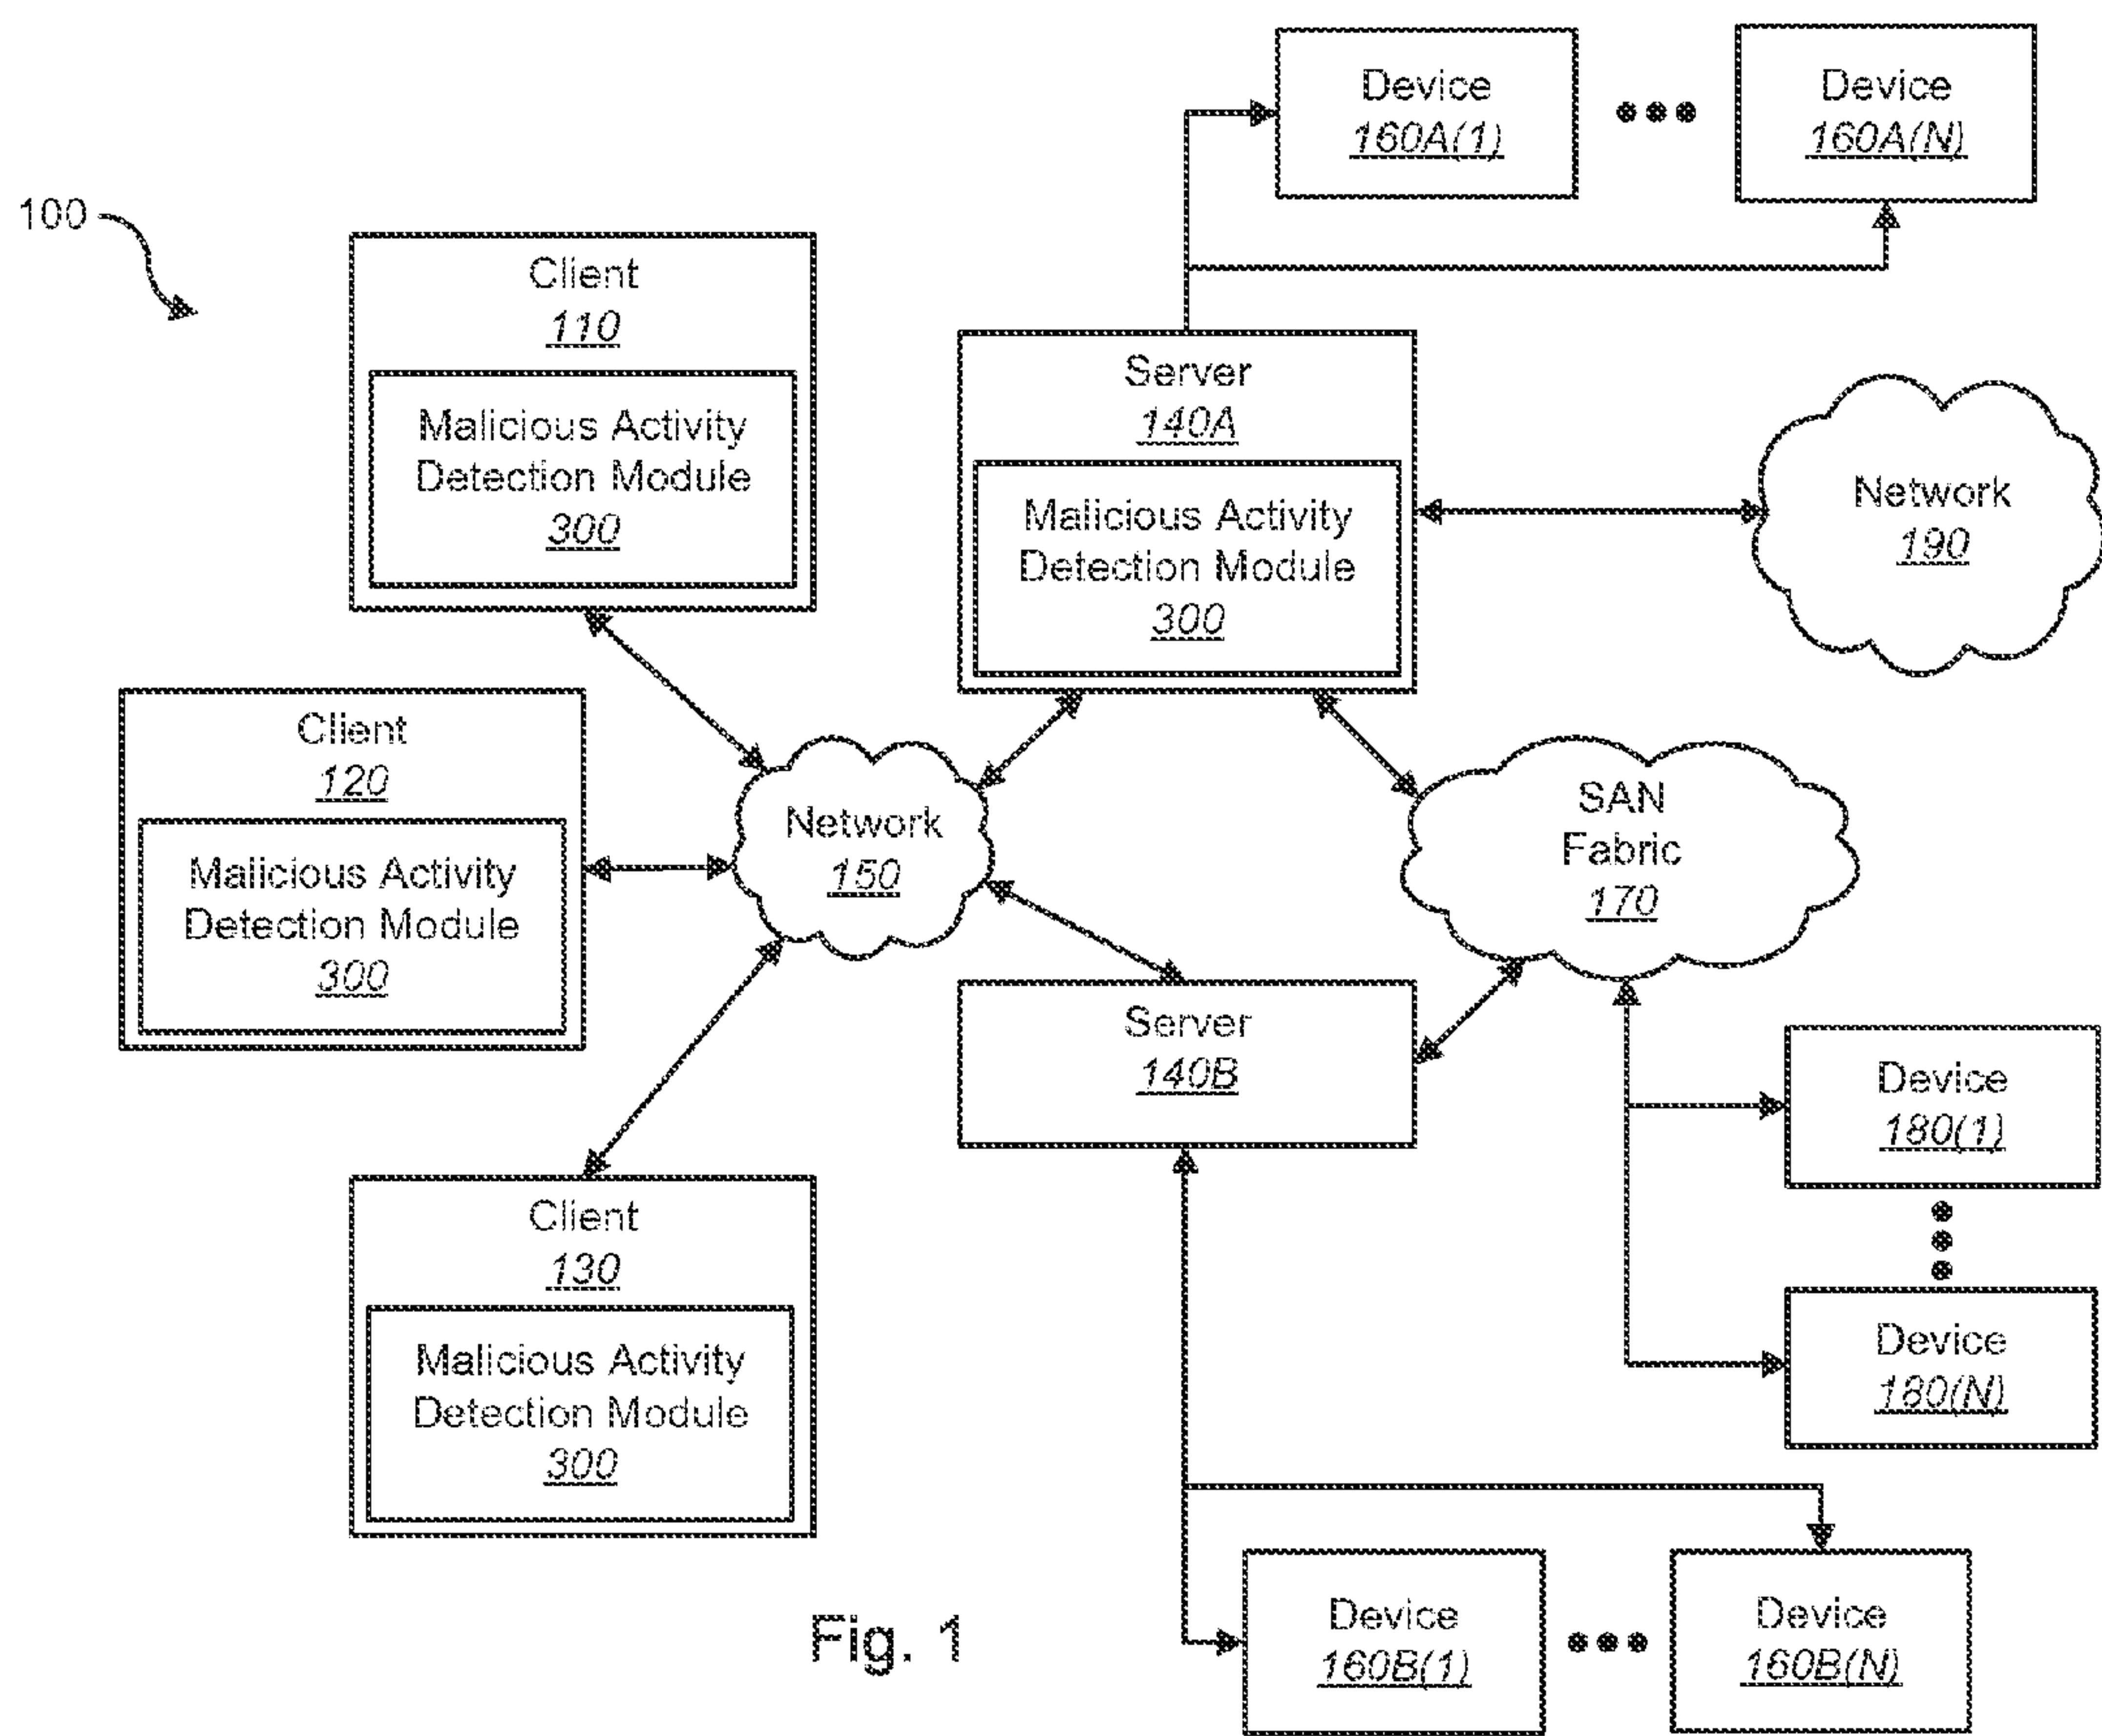 Device
160A(1)
Device
160A(N)
100
Client
110
Malicious Activity
Detection Module
300
Server
140A
Malicious Activity
Detection Module
300
Network
190
Client
120
Malicious Activity
Detection Module
300
Network
150
SAN
Fabric
170
Server
140B
Device
180(1)
Client
130
Malicious Activity
Detection Module
300
Device
180(N)
Device
160B(1)
Device
160B(N)
Fig. 1